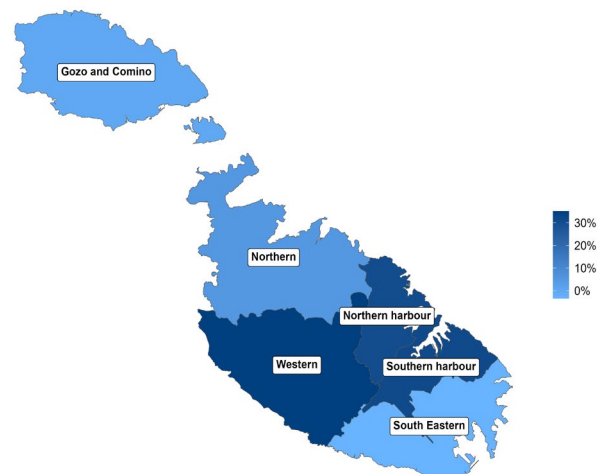 Gozo and Comino
Northern
Northern harbour
Western
Southern harbour
South Eastern
30%
20%
10%
0%